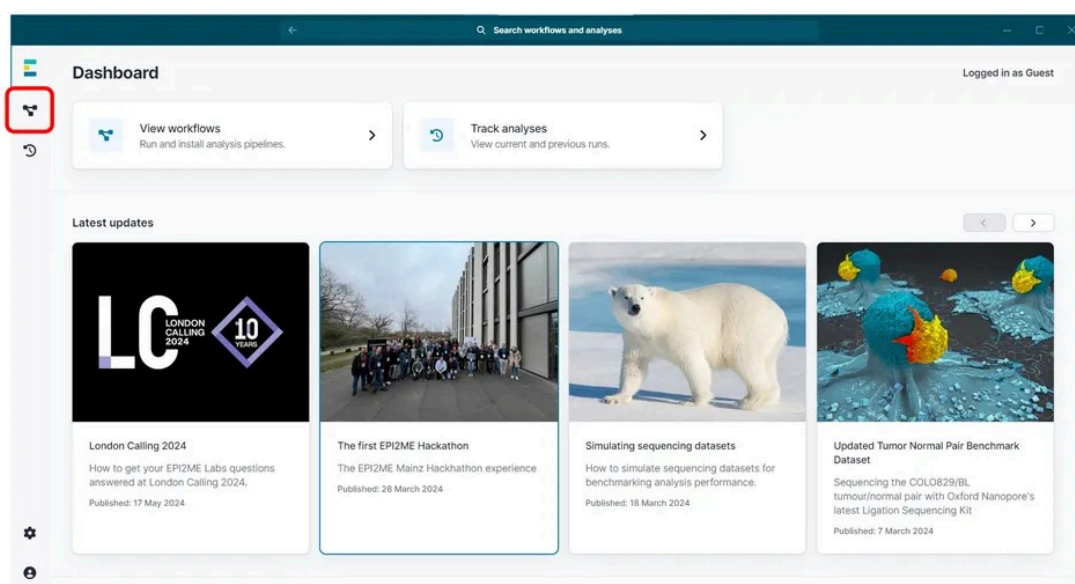 Search workflows and analyses
Dashboard
Logged in as Guest
View workflows
Run and install analysis pipelines.
Track analyses
View current and previous runs.
Latest updates
LC
LONDON
CALLING
2024
10
YEARS
London Calling 2024
How to get your EPI2ME Labs questions
answered at London Calling 2024.
Published: 17 May 2024
The first EPI2ME Hackathon
The EPI2ME Mainz Hackhathon experience
Published: 26 March 2024
Simulating sequencing datasets
How to simulate sequencing datasets for
benchmarking analysis performance.
Published: 18 March 2024
Updated Tumor Normal Pair Benchmark
Dataset
Sequencing the COLO829/BL
tumour/normal pair with Oxford Nanopore's
latest Ligation Sequencing Kit
Published: 7 March 2024